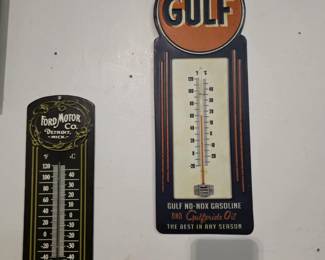 GULF
FORD MOTOR
CO.
DETROIT,
MICH.
°F °C
120
100
80
60
40
20
0
-20
-40
40
30
20
10
0
-10
-20
-30
-40
GULF NO-NOX GASOLINE
AND Gulfpride Oil
THE BEST IN ANY SEASON